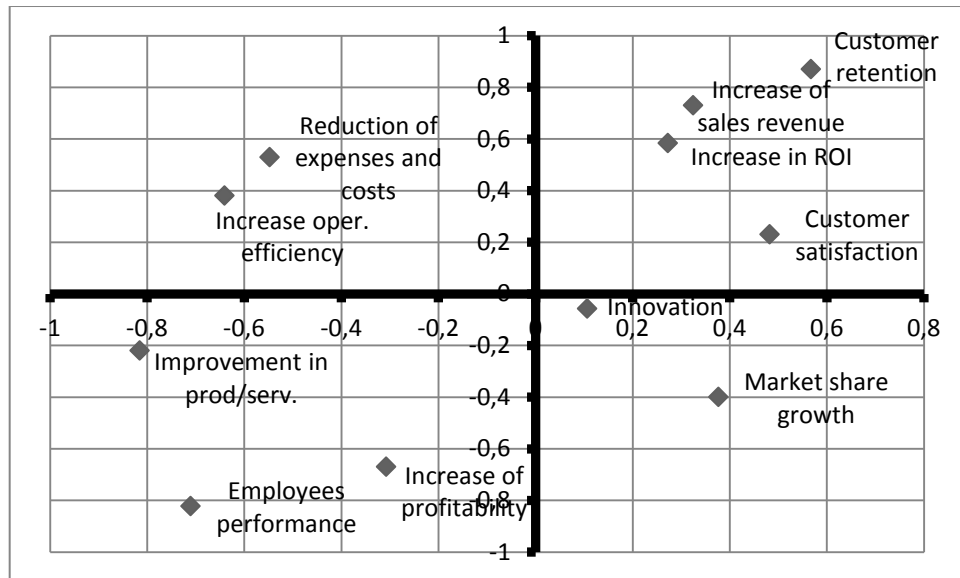 1
Customer
retention
0,8
Increase of
sales revenue
Reduction of
expenses and
costs
0,6
Increase in ROI
0,4
Increase oper.
efficiency
Customer
satisfaction
0,2
0
Innovation
-1
-0,8
-0,6
-0,4
-0,2
0
0,2
0,4
0,6
0,8
-0,2
Improvement in
prod/serv.
-0,4
Market share
growth
-0,6
Increase of
profitability
Employees
performance
-0,8
-1